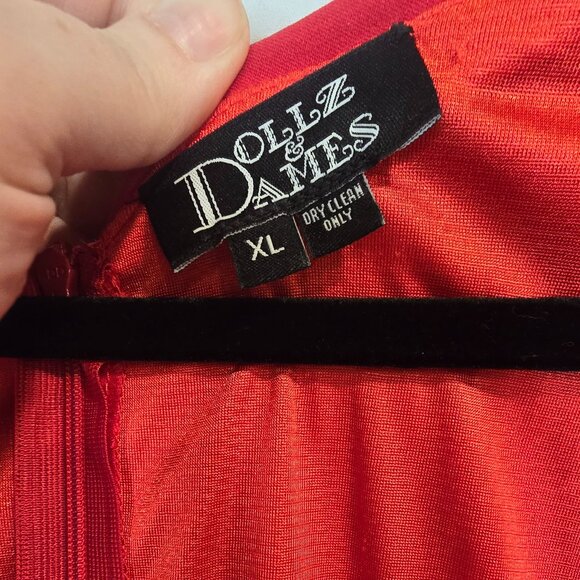 DOLLZ
&
DAMES
XL
DRY CLEAN
ONLY